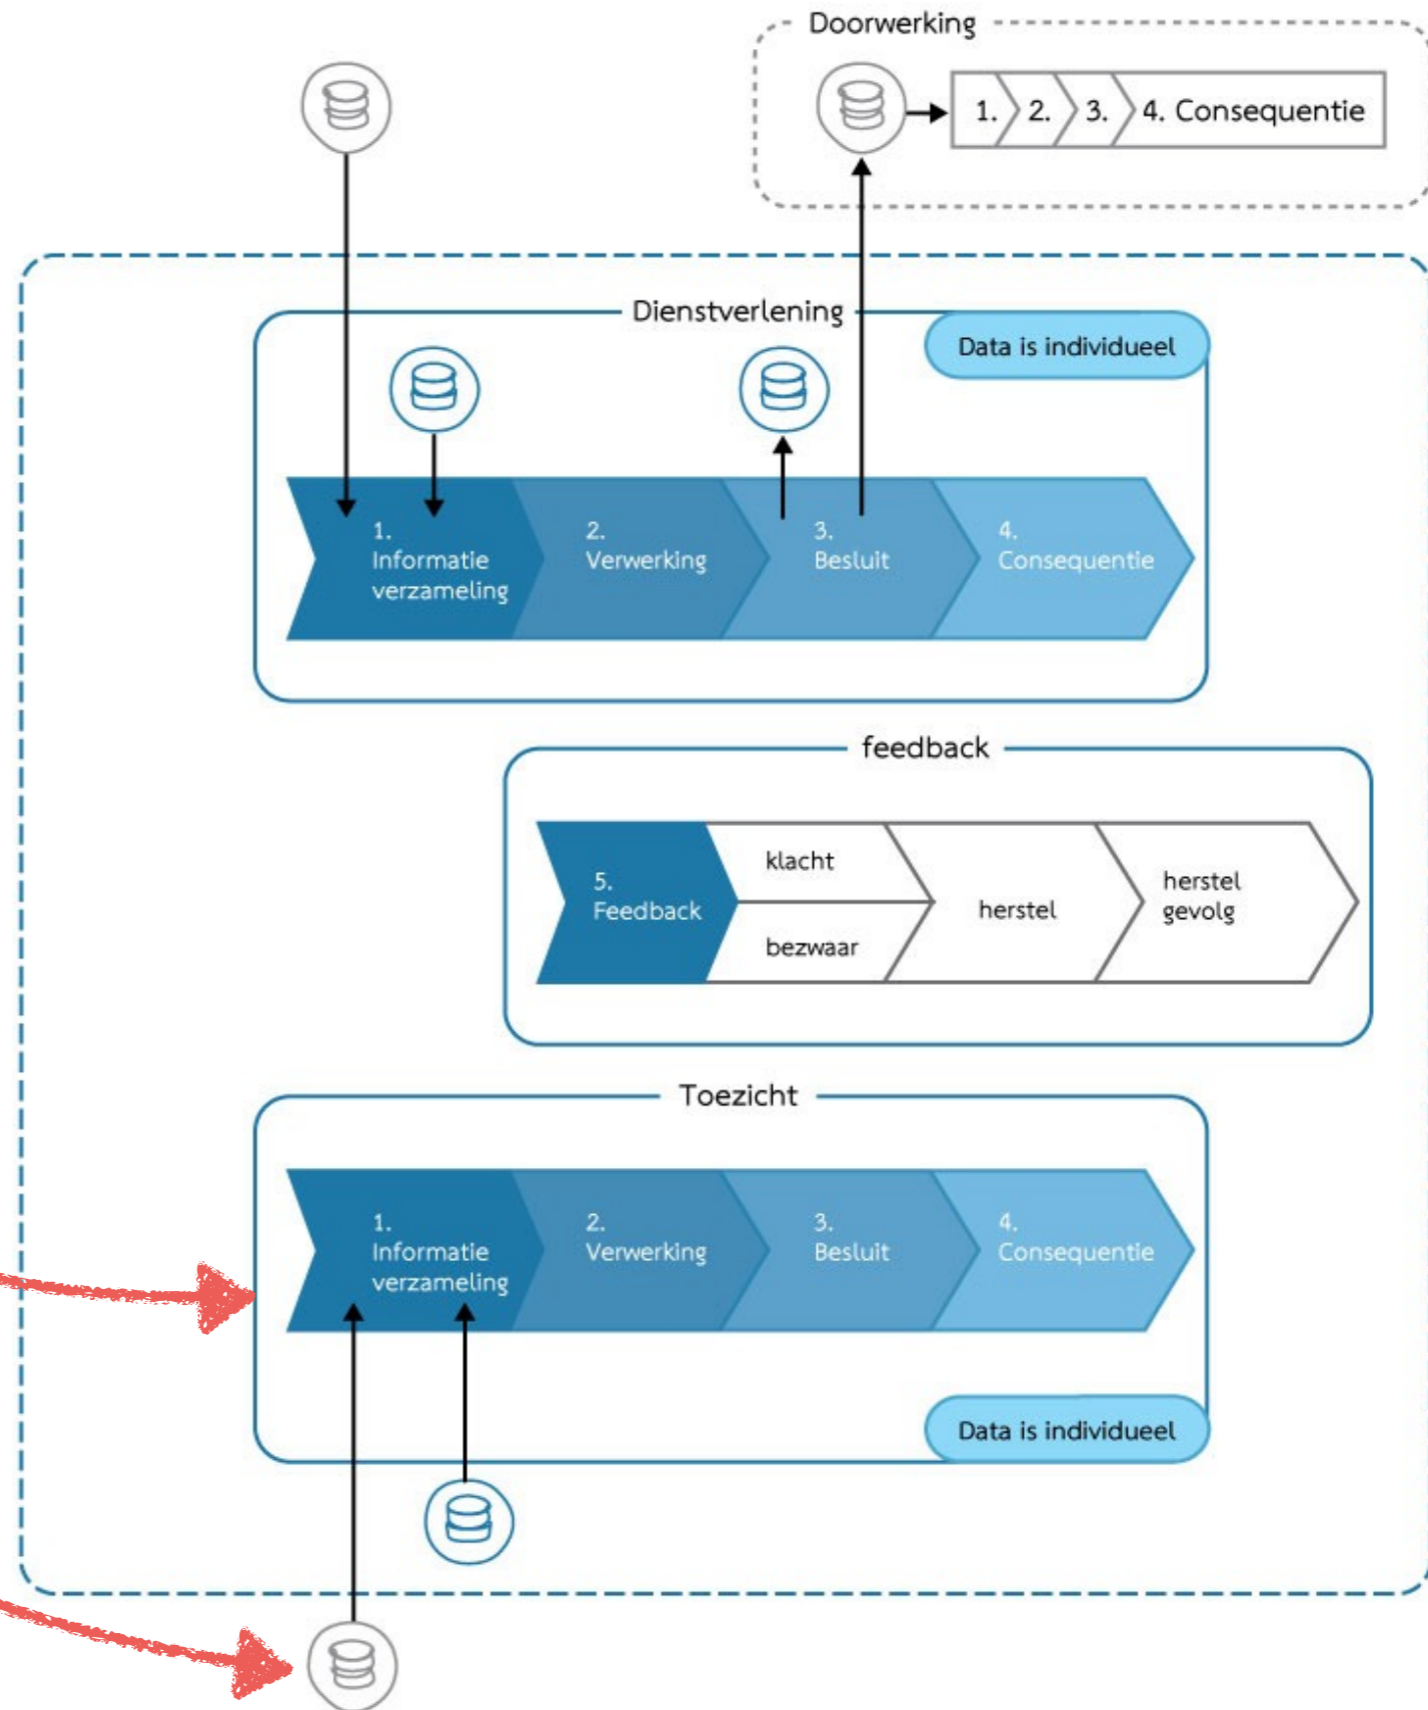 Doorwerking
1. 2. 3. 4. Consequentie
Dienstverlening
Data is individueel
1.
Informatie
verzameling
2.
Verwerking
3.
Besluit
4.
Consequentie
feedback
5.
Feedback
klacht
bezwaar
herstel
herstel
gevolg
Toezicht
1.
Informatie
verzameling
2.
Verwerking
3.
Besluit
4.
Consequentie
Data is individueel